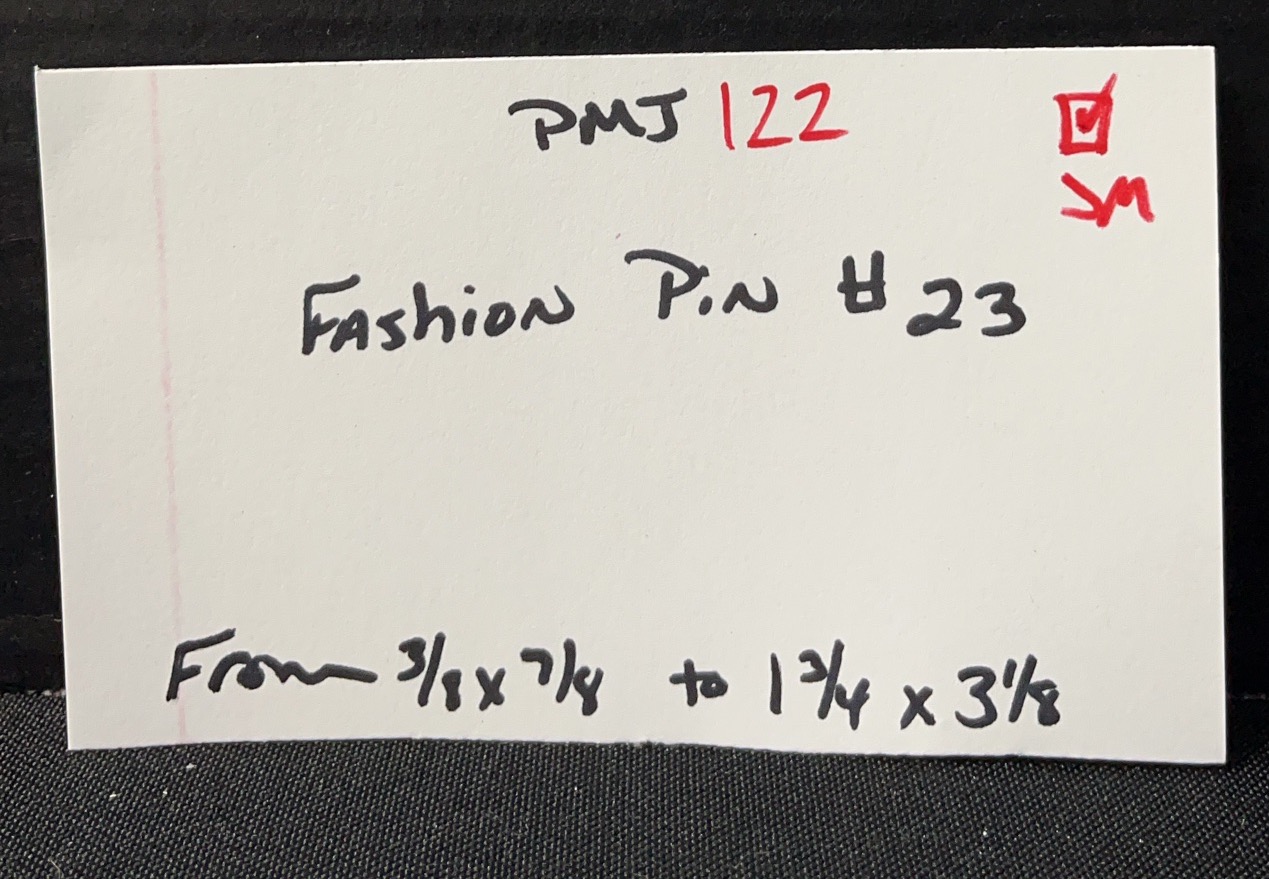 PMJ 122 ☑
JM
Fashion Pin # 23
From 3/8 x 7/8 to 1 3/4 x 3 1/8